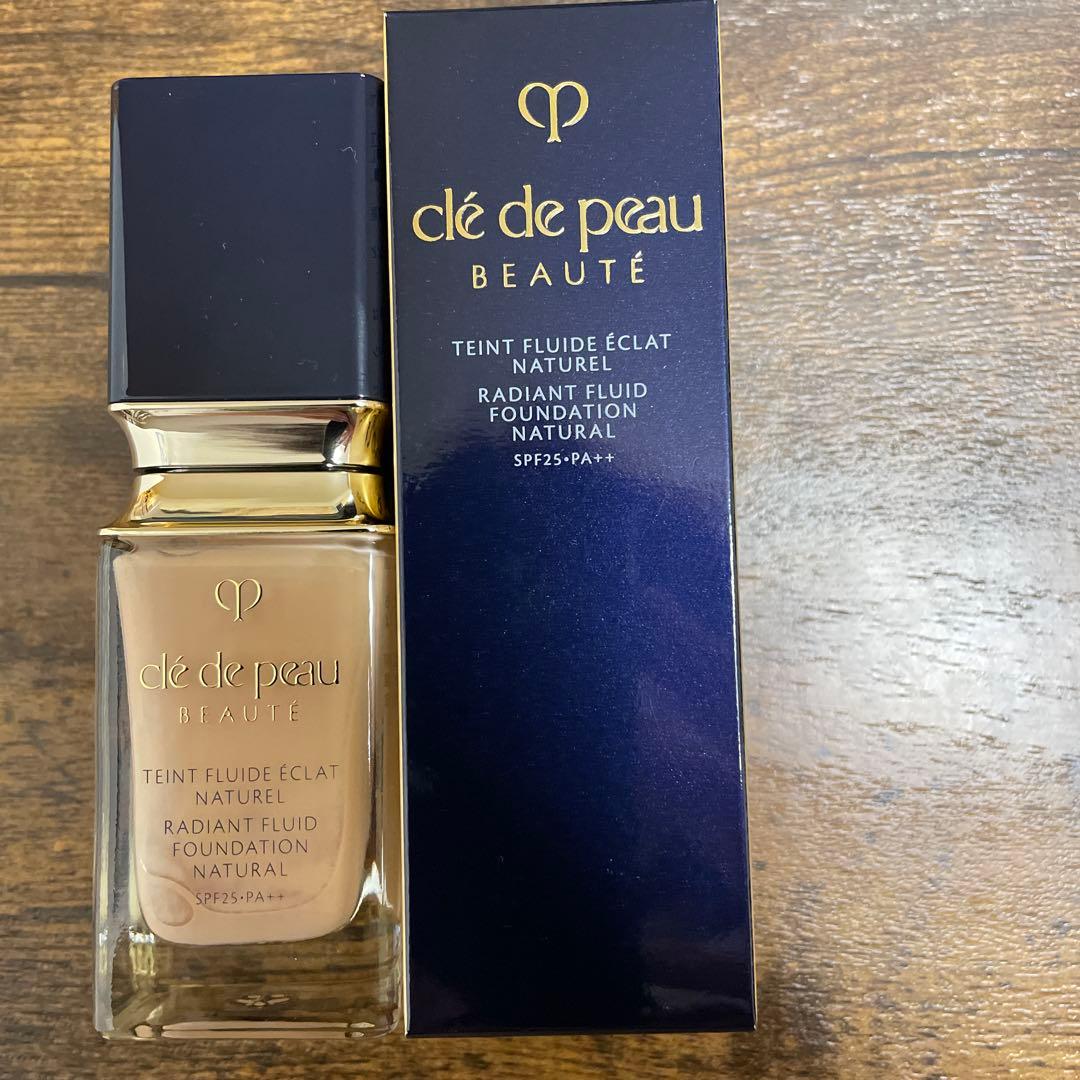 clé de peau
BEAUTÉ
TEINT FLUIDE ÉCLAT
NATUREL
RADIANT FLUID
FOUNDATION
NATURAL
SPF25•PA++
clé de peau
BEAUTÉ
TEINT FLUIDE ÉCLAT
NATUREL
RADIANT FLUID
FOUNDATION
NATURAL
SPF25•PA++